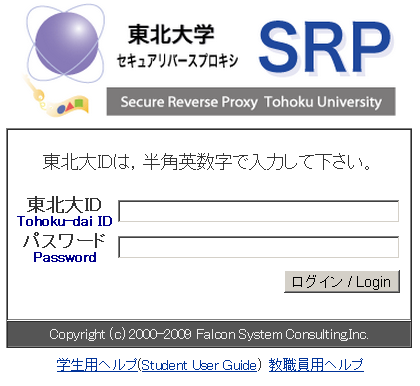 東北大学
セキュアリバースプロキシ
SRP
Secure Reverse Proxy Tohoku University
東北大IDは，半角英数字で入力して下さい。
東北大ID
Tohoku-dai ID
パスワード
Password
ログイン / Login
Copyright (c) 2000-2009 Falcon System Consulting,Inc.
学生用ヘルプ(Student User Guide) 教職員用ヘルプ